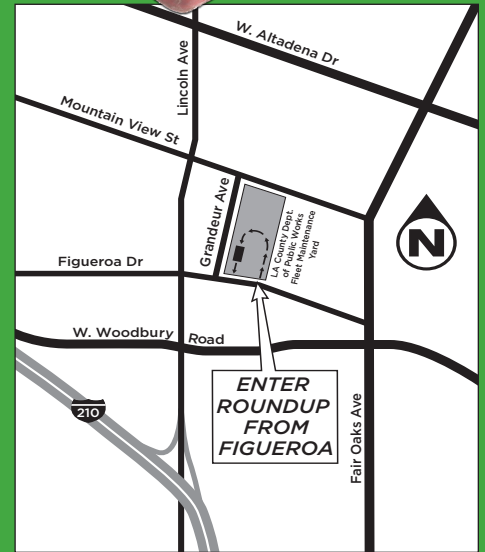 W. Altadena Dr
Lincoln Ave
Mountain View St
Grandeur Ave
LA County Dept.
of Public Works
Fleet Maintenance
Yard
N
Figueroa Dr
W. Woodbury Road
210
ENTER
ROUNDUP
FROM
FIGUEROA
Fair Oaks Ave